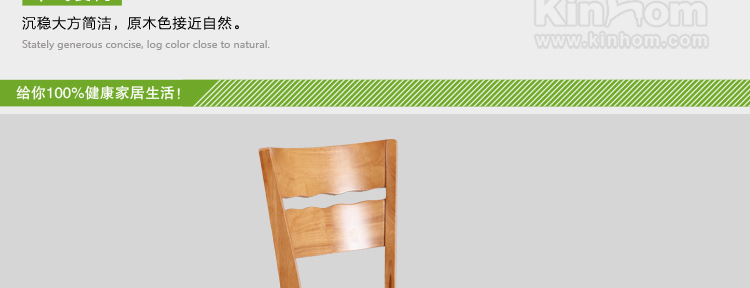 Kinhom
沉稳大方简洁，原木色接近自然。
www.kinhom.com
Stately generous concise, log color close to natural.
给你100%健康家居生活！